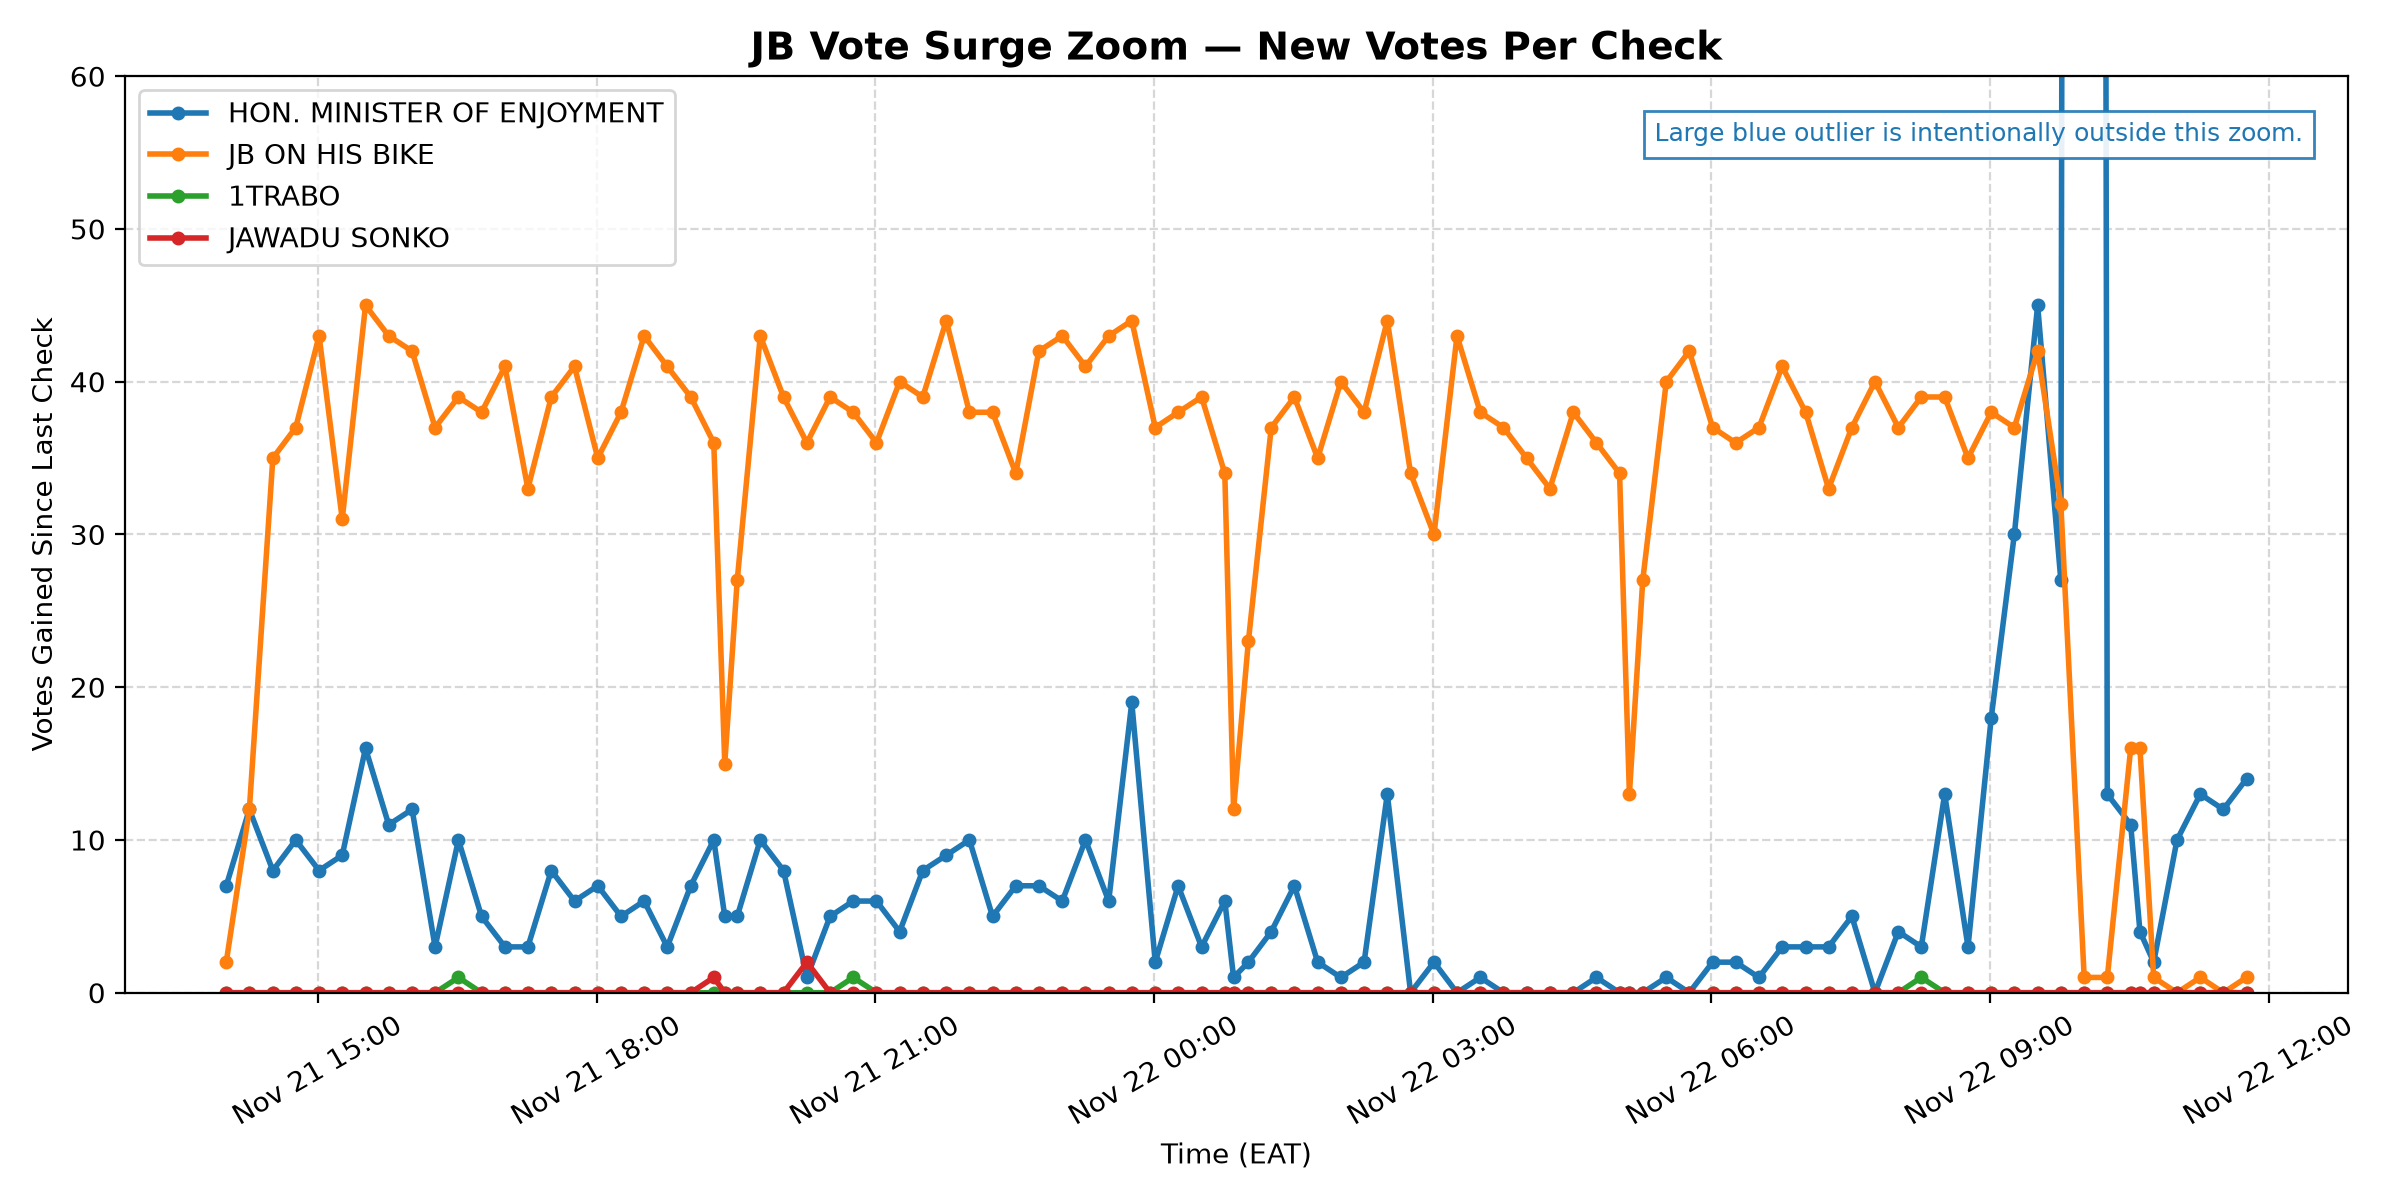 JB Vote Surge Zoom — New Votes Per Check
HON. MINISTER OF ENJOYMENT
JB ON HIS BIKE
1TRABO
JAWADU SONKO
Large blue outlier is intentionally outside this zoom.
Votes Gained Since Last Check
60
50
40
30
20
10
0
Nov 21 15:00
Nov 21 18:00
Nov 21 21:00
Nov 22 00:00
Nov 22 03:00
Nov 22 06:00
Nov 22 09:00
Nov 22 12:00
Time (EAT)